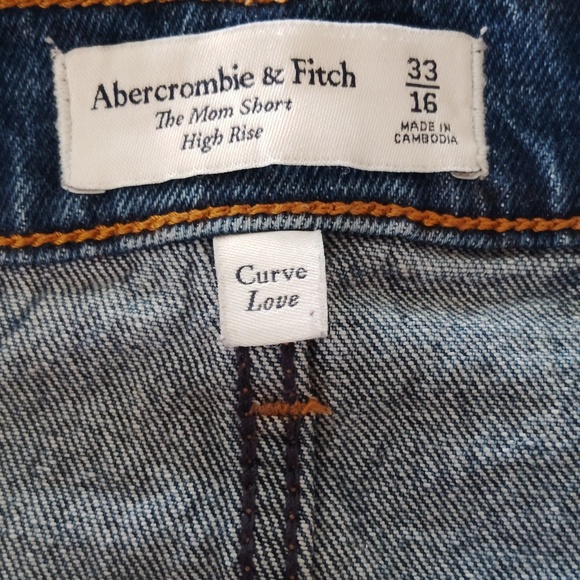 Abercrombie & Fitch
The Mom Short
High Rise
33
16
MADE IN
CAMBODIA
Curve
Love